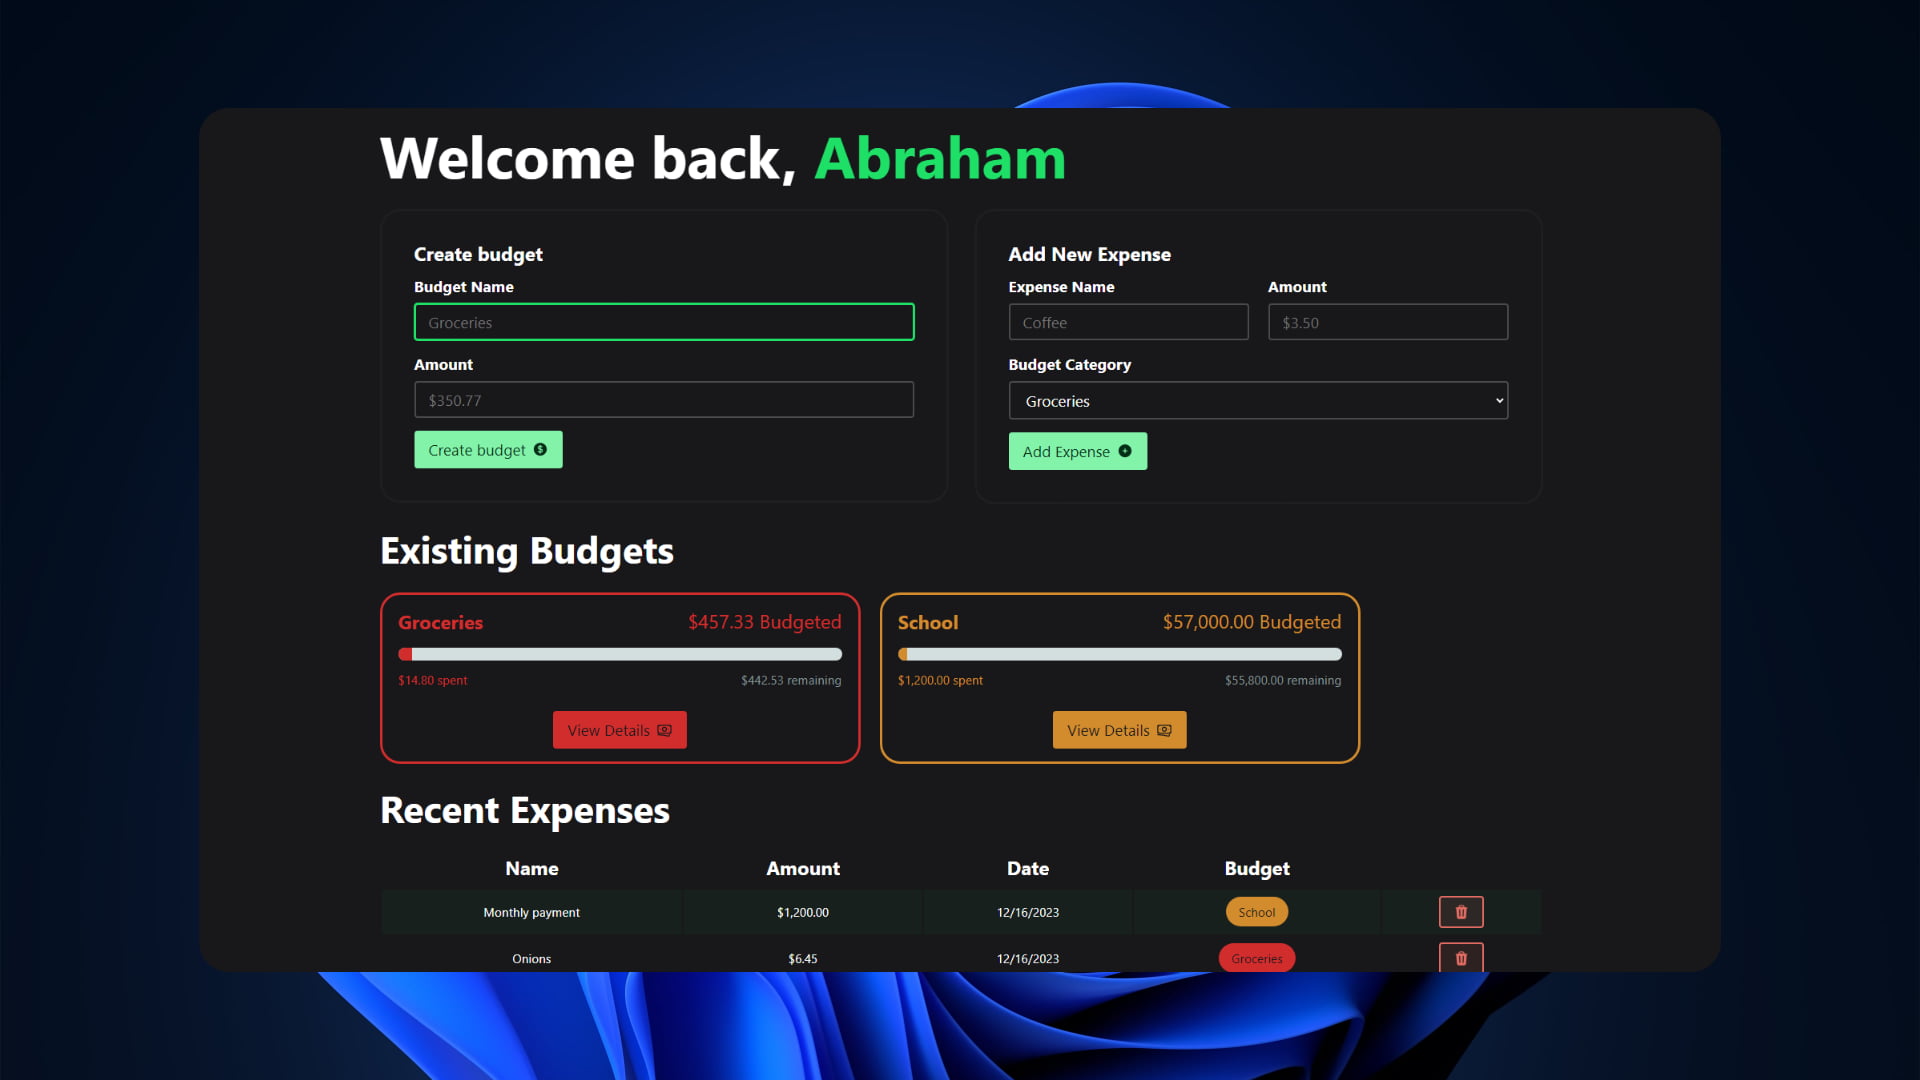 Welcome back, Abraham
Create budget
Budget Name
Groceries
Amount
$350.77
Create budget
Add New Expense
Expense Name
Amount
Coffee
$3.50
Budget Category
Groceries
Add Expense
Existing Budgets
Groceries
$457.33 Budgeted
$14.80 spent
$442.53 remaining
View Details
School
$57,000.00 Budgeted
$1,200.00 spent
$55,800.00 remaining
View Details
Recent Expenses
Name Amount Date Budget
Monthly payment $1,200.00 12/16/2023 School
Onions $6.45 12/16/2023 Groceries